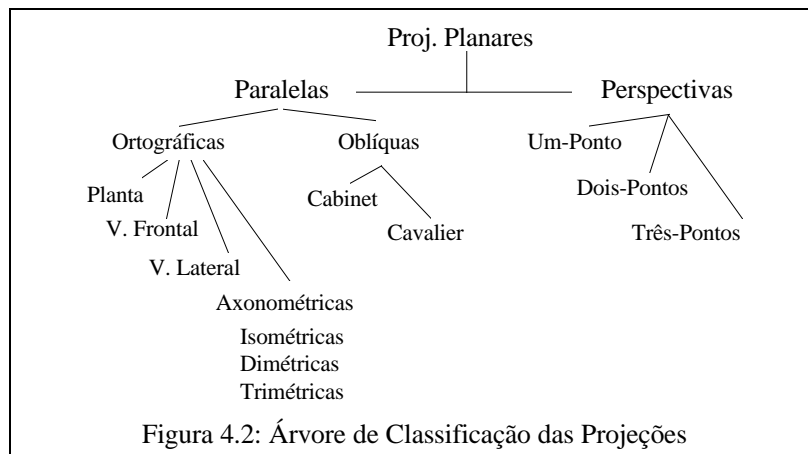 Proj. Planares
Paralelas Perspectivas
Ortográficas Oblíquas Um-Ponto
Planta Cabinet Dois-Pontos
V. Frontal Cavalier Três-Pontos
V. Lateral
Axonométricas
Isométricas
Dimétricas
Trimétricas
Figura 4.2: Árvore de Classificação das Projeções